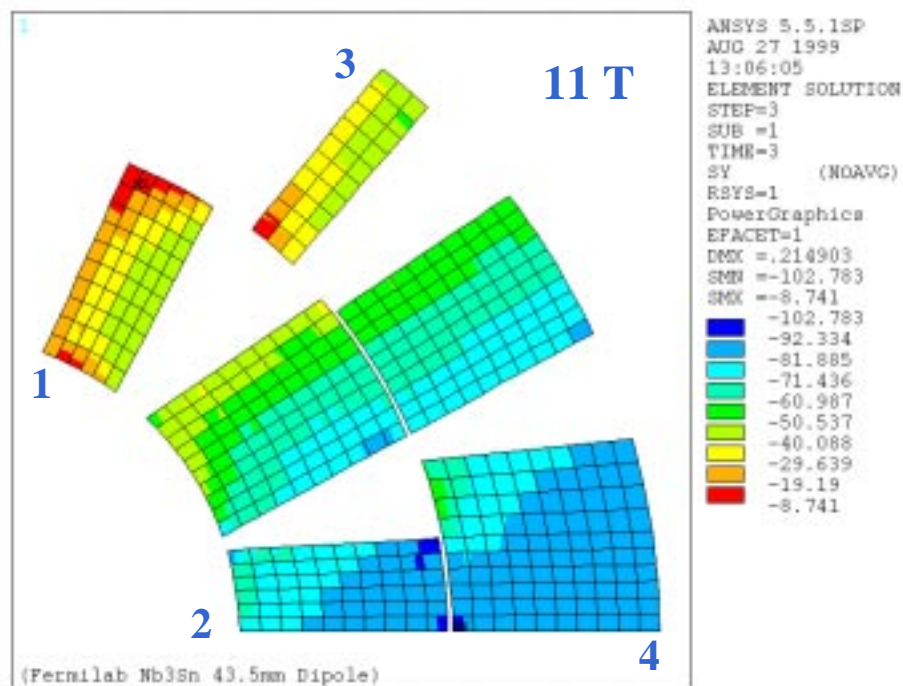 1
3
11 T
1
2
4
(Fermilab Nb3Sn 43.5mm Dipole)
ANSYS 5.5.1SP
AUG 27 1999
13:06:05
ELEMENT SOLUTION
STEP=3
SUB =1
TIME=3
SY (NOAVG)
RSYS=1
PowerGraphics
EFACET=1
DMX =.214903
SMN =-102.783
SMX =-8.741
-102.783
-92.334
-81.885
-71.436
-60.987
-50.537
-40.088
-29.639
-19.19
-8.741